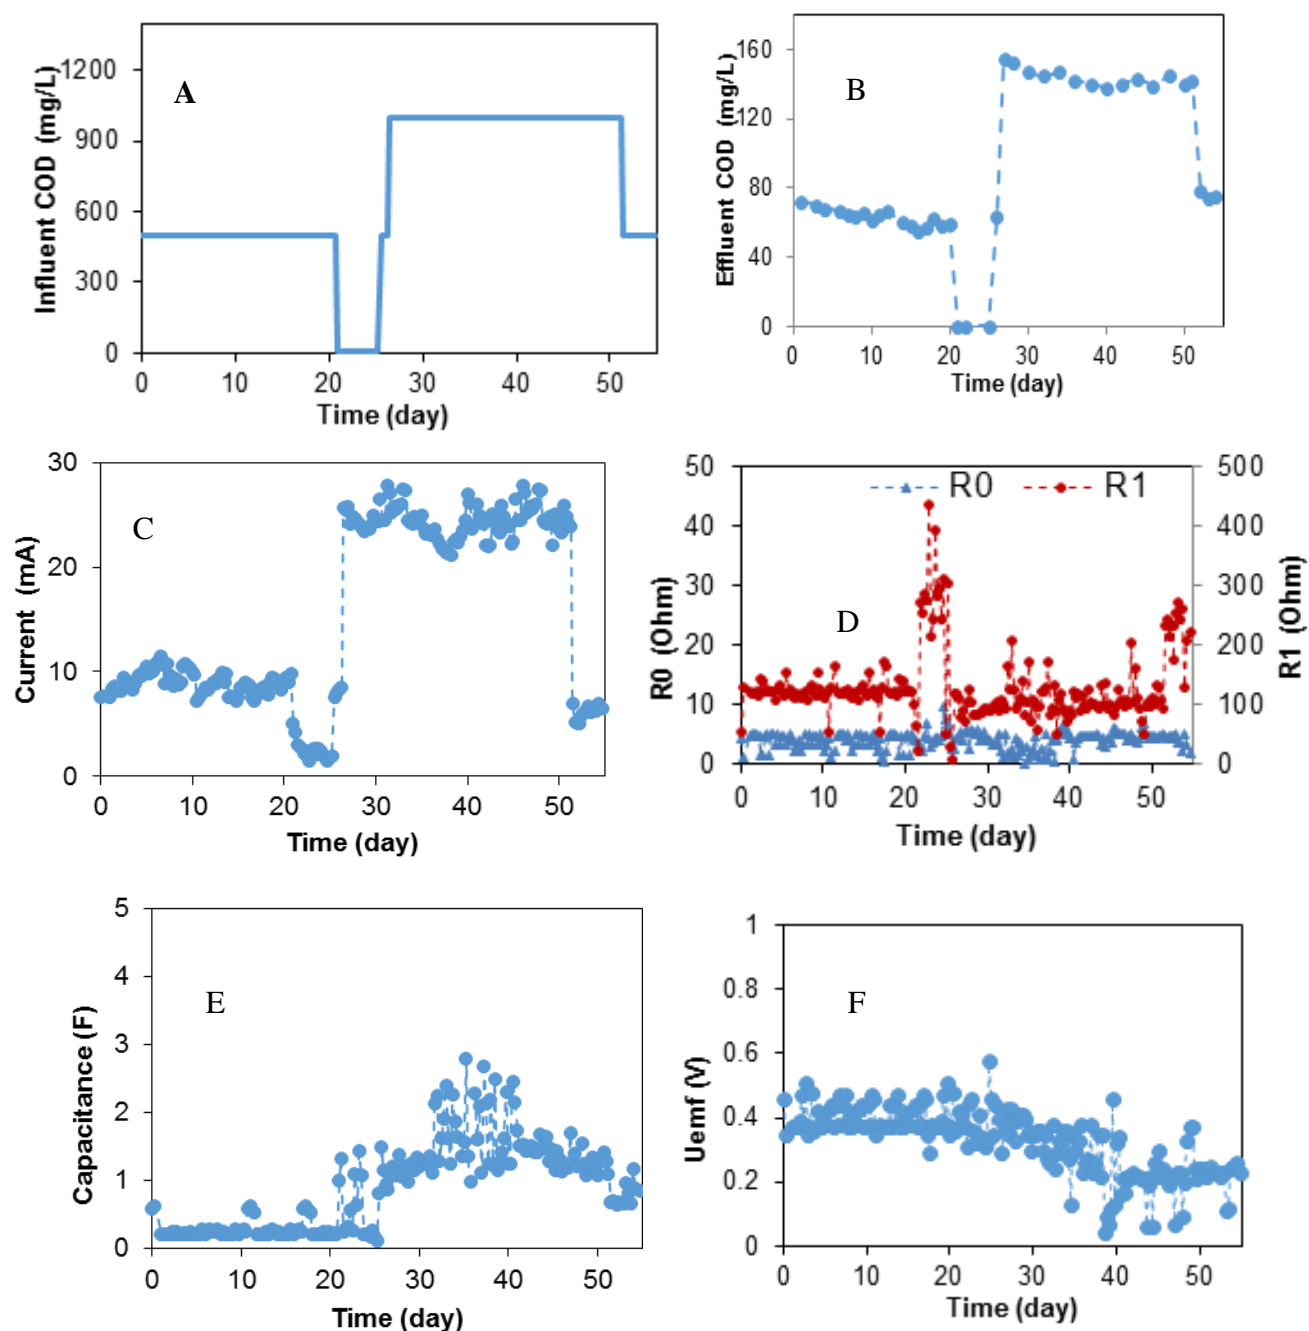 A
Influent COD (mg/L)
1200
900
600
300
0
0 10 20 30 40 50
Time (day)
B
Effluent COD (mg/L)
160
120
80
40
0
0 10 20 30 40 50
Time (day)
C
Current (mA)
30
20
10
0
0 10 20 30 40 50
Time (day)
D
R0 R1
R0 (Ohm)
50
40
30
20
10
0
500
400
300
200
100
0
R1 (Ohm)
0 10 20 30 40 50
Time (day)
E
Capacitance (F)
5
4
3
2
1
0
0 10 20 30 40 50
Time (day)
F
Uemf (V)
1
0.8
0.6
0.4
0.2
0
0 10 20 30 40 50
Time (day)